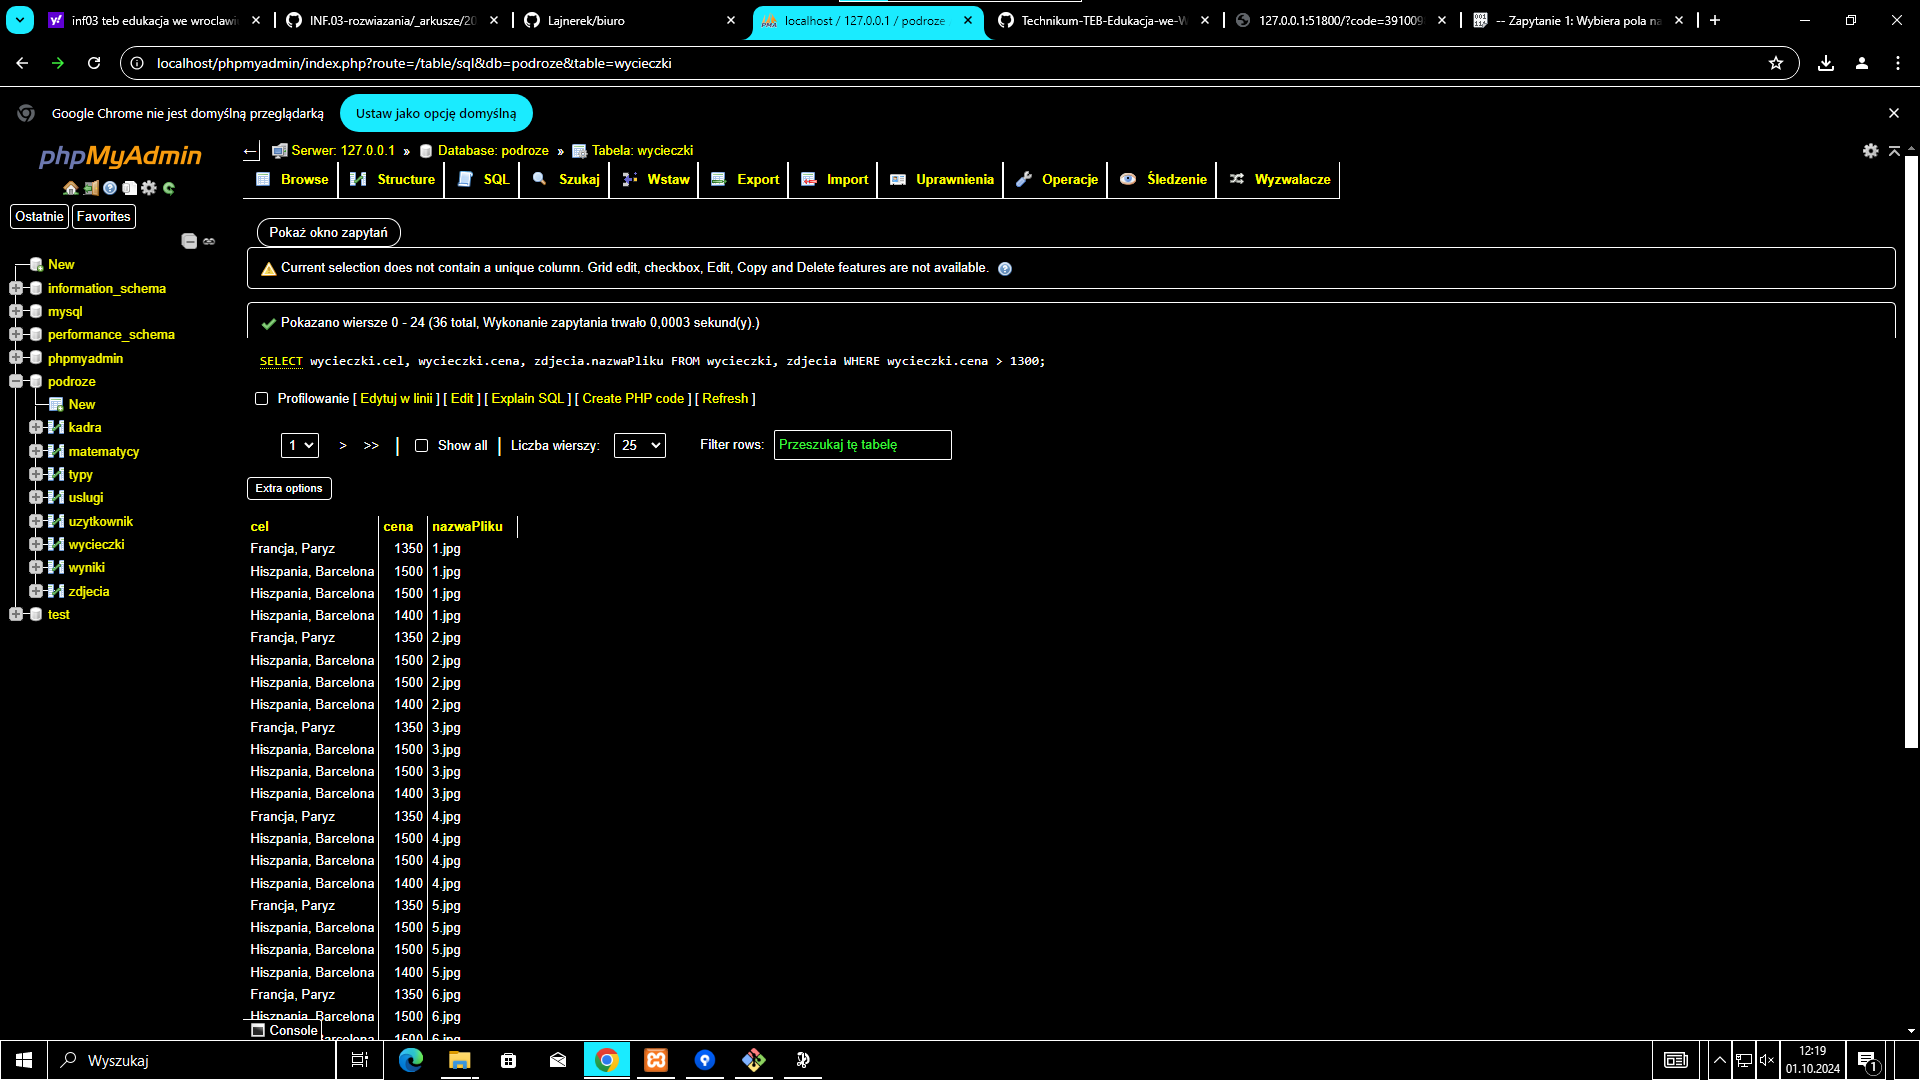 inf03 teb edukacja we wroclawi
INF.03-rozwiazania/_arkusze/20
Lajnerek/biuro
localhost / 127.0.0.1 / podroze
Technikum-TEB-Edukacja-we-W
127.0.0.1:51800/?code=391009
-- Zapytanie 1: Wybiera pola na
localhost/phpmyadmin/index.php?route=/table/sql&db=podroze&table=wycieczki
Google Chrome nie jest domyślną przeglądarką
Ustaw jako opcję domyślną
phpMyAdmin
Ostatnie
Favorites
New
information_schema
mysql
performance_schema
phpmyadmin
podroze
New
kadra
matematycy
typy
uslugi
uzytkownik
wycieczki
wyniki
zdjecia
test
Serwer: 127.0.0.1 » Database: podroze » Tabela: wycieczki
Browse Structure SQL Szukaj Wstaw Export Import Uprawnienia Operacje Śledzenie Wyzwalacze
Pokaż okno zapytań
Current selection does not contain a unique column. Grid edit, checkbox, Edit, Copy and Delete features are not available.
Pokazano wiersze 0 - 24 (36 total, Wykonanie zapytania trwało 0,0003 sekund(y).)
SELECT wycieczki.cel, wycieczki.cena, zdjecia.nazwaPliku FROM wycieczki, zdjecia WHERE wycieczki.cena > 1300;
Profilowanie [ Edytuj w linii ] [ Edit ] [ Explain SQL ] [ Create PHP code ] [ Refresh ]
1 > >> | Show all | Liczba wierszy: 25 Filter rows: Przeszukaj tę tabelę
Extra options
cel cena nazwaPliku
Francja, Paryz 1350 1.jpg
Hiszpania, Barcelona 1500 1.jpg
Hiszpania, Barcelona 1500 1.jpg
Hiszpania, Barcelona 1400 1.jpg
Francja, Paryz 1350 2.jpg
Hiszpania, Barcelona 1500 2.jpg
Hiszpania, Barcelona 1500 2.jpg
Hiszpania, Barcelona 1400 2.jpg
Francja, Paryz 1350 3.jpg
Hiszpania, Barcelona 1500 3.jpg
Hiszpania, Barcelona 1500 3.jpg
Hiszpania, Barcelona 1400 3.jpg
Francja, Paryz 1350 4.jpg
Hiszpania, Barcelona 1500 4.jpg
Hiszpania, Barcelona 1500 4.jpg
Hiszpania, Barcelona 1400 4.jpg
Francja, Paryz 1350 5.jpg
Hiszpania, Barcelona 1500 5.jpg
Hiszpania, Barcelona 1500 5.jpg
Hiszpania, Barcelona 1400 5.jpg
Francja, Paryz 1350 6.jpg
Hiszpania, Barcelona 1500 6.jpg
Console
Wyszukaj
12:19
01.10.2024
1